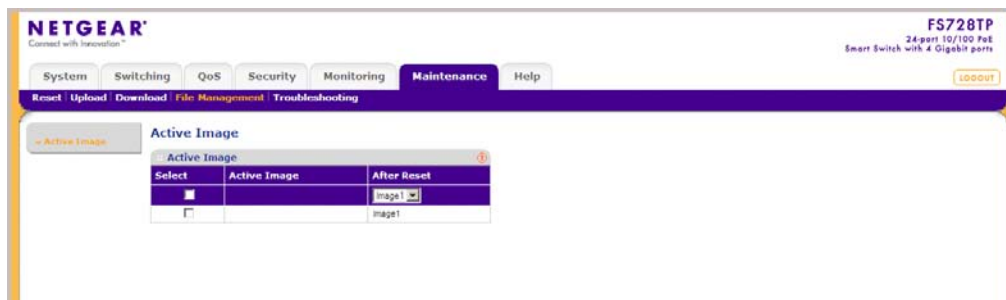 NETGEAR®
Connect with Innovation™
FS728TP
24-port 10/100 PoE
Smart Switch with 4 Gigabit ports
System Switching QoS Security Monitoring Maintenance Help
LOGOUT
Reset Upload Download File Management Troubleshooting
» Active Image
Active Image
Active Image
Select Active Image After Reset
Image1
Image1